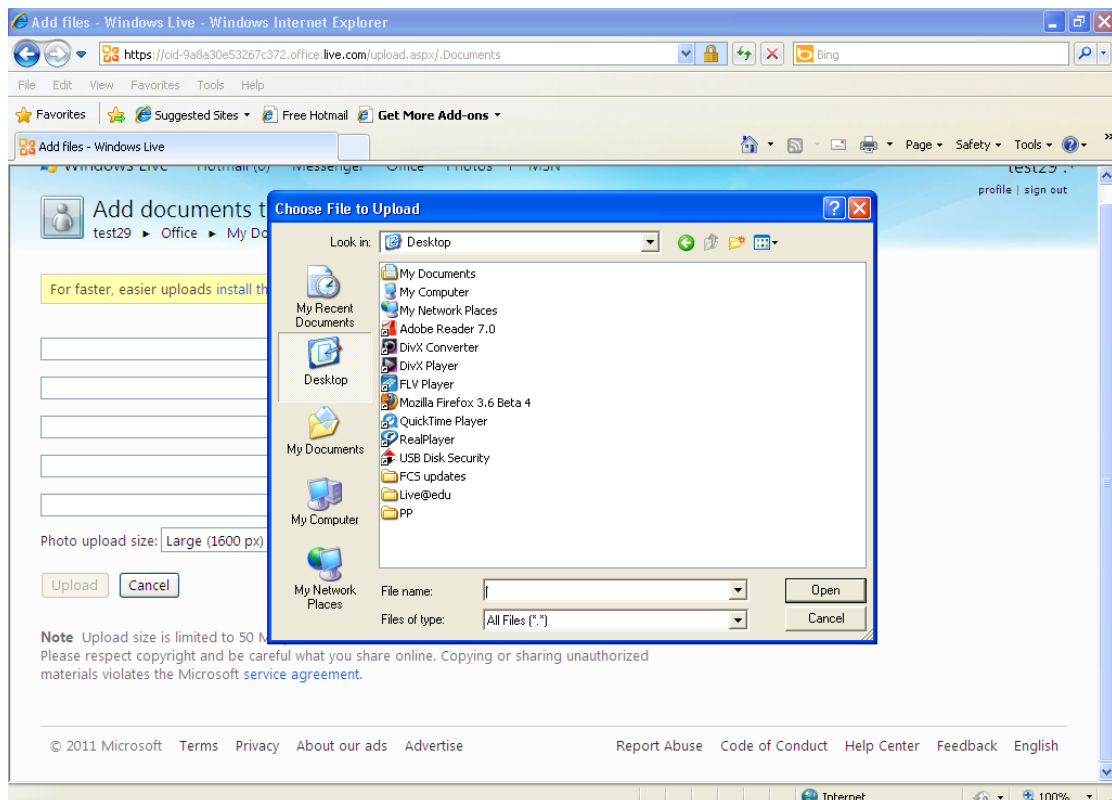 Add files - Windows Live - Windows Internet Explorer
https://cid-9a8a30e53267c372.office.live.com/upload.aspx/.Documents
Bing
File Edit View Favorites Tools Help
Favorites Suggested Sites Free Hotmail Get More Add-ons
Add files - Windows Live
Page Safety Tools
Windows Live Hotmail (0) Messenger Office Photos | MSN
test29
profile | sign out
Add documents t
test29 ► Office ► My Do
For faster, easier uploads install th
Photo upload size: Large (1600 px)
Upload Cancel
Note Upload size is limited to 50 M
Please respect copyright and be careful what you share online. Copying or sharing unauthorized
materials violates the Microsoft service agreement.
Choose File to Upload
Look in: Desktop
My Recent
Documents
Desktop
My Documents
My Computer
My Network
Places
My Documents
My Computer
My Network Places
Adobe Reader 7.0
DivX Converter
DivX Player
FLV Player
Mozilla Firefox 3.6 Beta 4
QuickTime Player
RealPlayer
USB Disk Security
FCS updates
Live@edu
PP
File name:
Open
Files of type: All Files (*.*)
Cancel
© 2011 Microsoft Terms Privacy About our ads Advertise
Report Abuse Code of Conduct Help Center Feedback English
Internet
100%